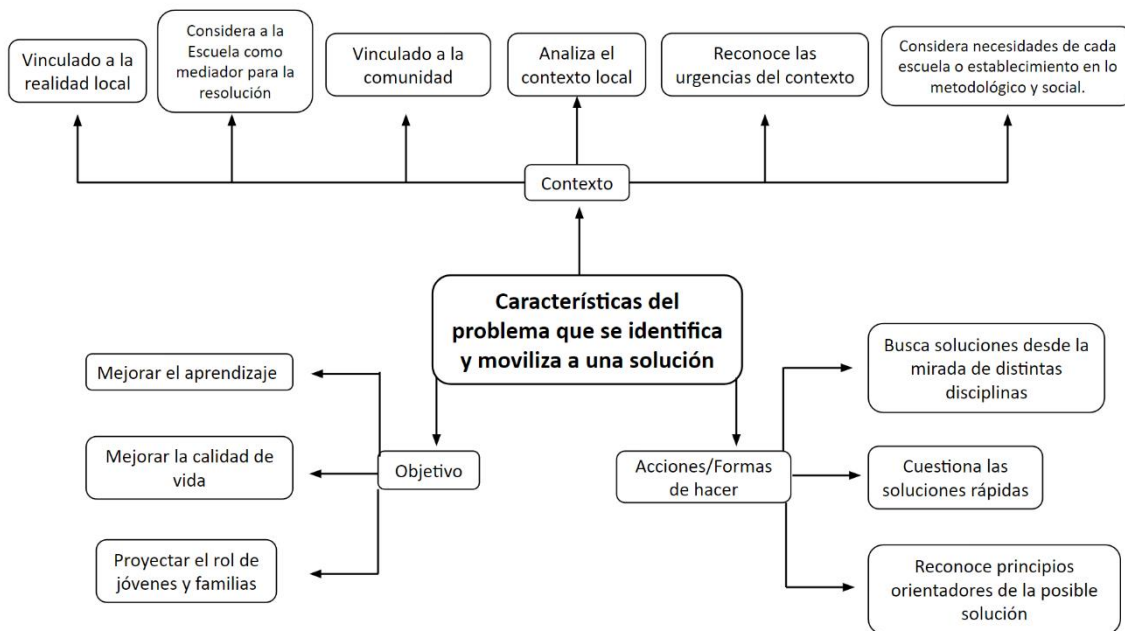 Vinculado a la
realidad local
Considera a la
Escuela como
mediador para la
resolución
Vinculado a la
comunidad
Analiza el
contexto local
Reconoce las
urgencias del contexto
Considera necesidades de cada
escuela o establecimiento en lo
metodológico y social.
Contexto
Características del
problema que se identifica
y moviliza a una solución
Mejorar el aprendizaje
Mejorar la calidad de
vida
Proyectar el rol de
jóvenes y familias
Objetivo
Acciones/Formas
de hacer
Busca soluciones desde la
mirada de distintas
disciplinas
Cuestiona las
soluciones rápidas
Reconoce principios
orientadores de la posible
solución